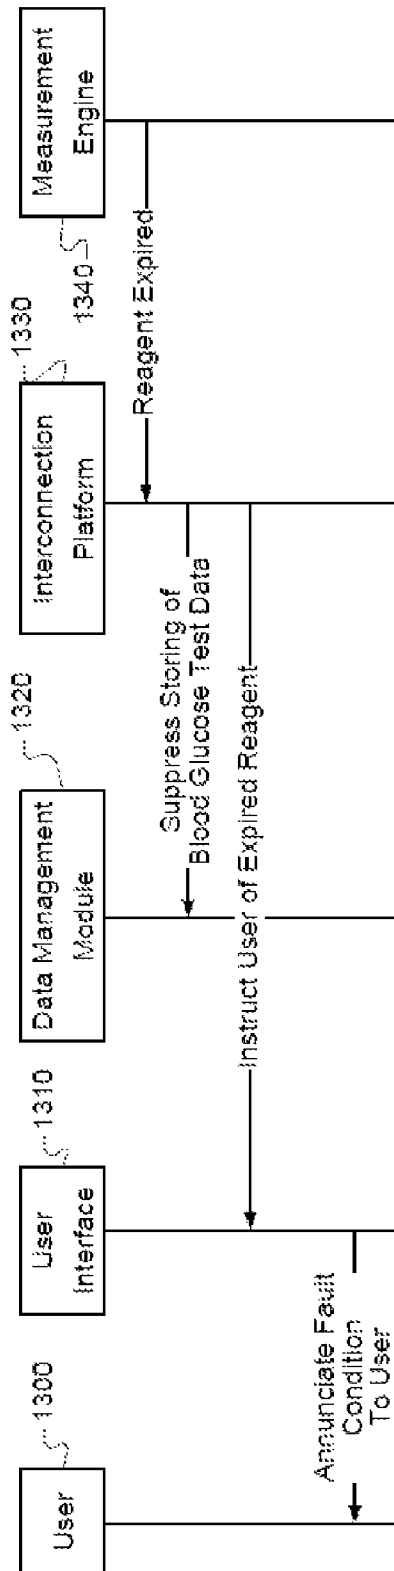 User
1300
User
Interface
1310
Data Management
Module
1320
Interconnection
Platform
1330
Measurement
Engine
1340
Reagent Expired
Suppress Storing of
Blood Glucose Test Data
Instruct User of Expired Reagent
Annunciate Fault
Condition
To User